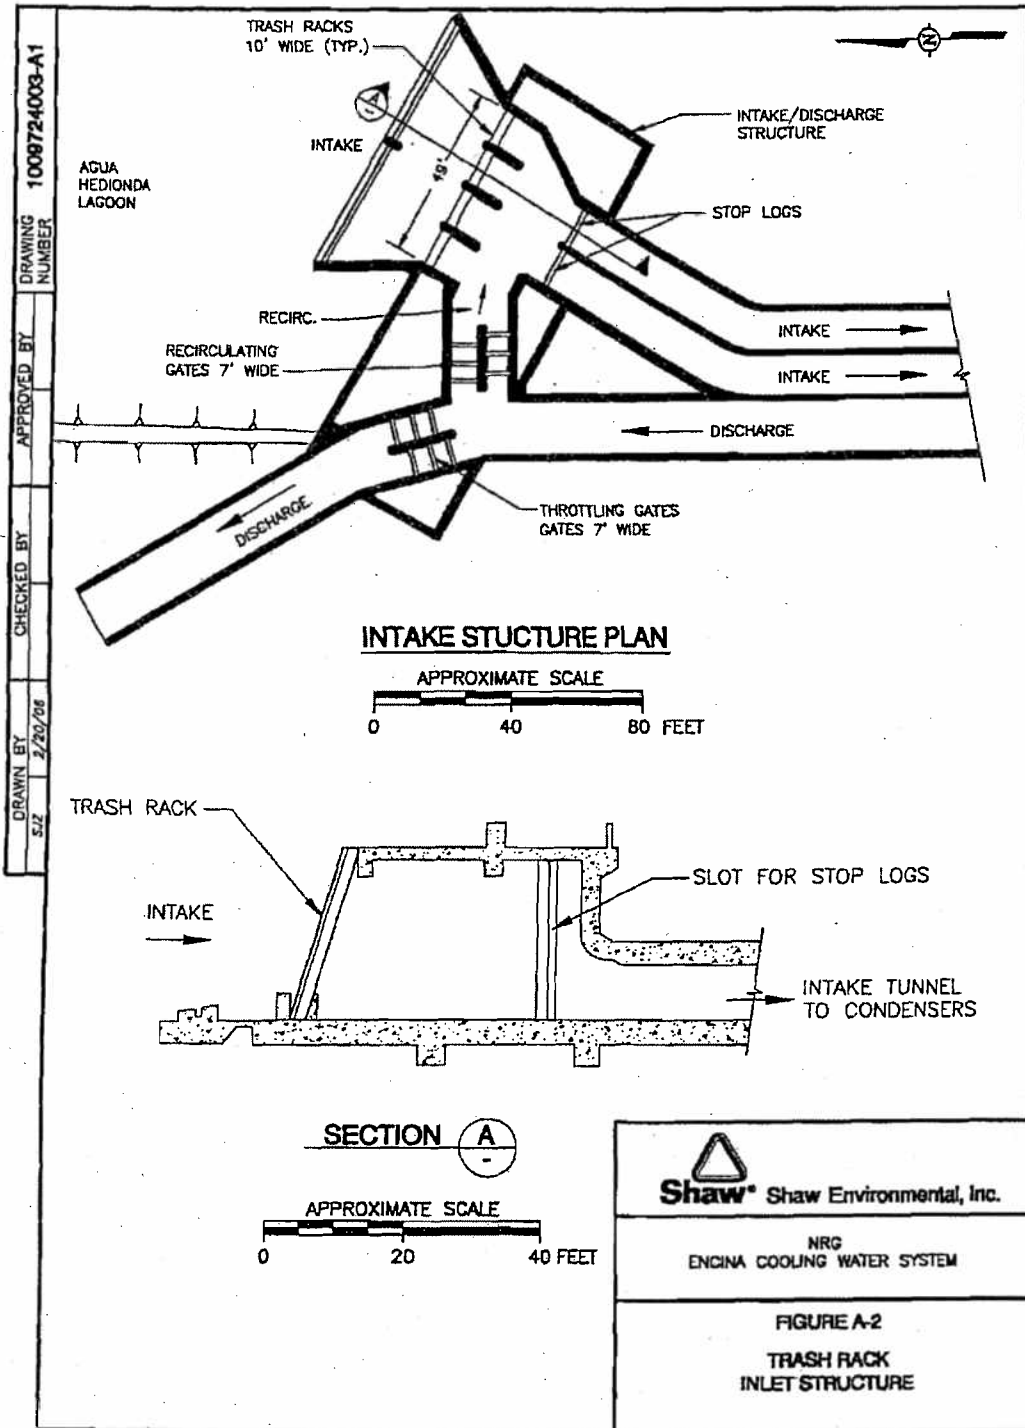 DRAWING NUMBER 1009724003-A1
APPROVED BY
CHECKED BY
DRAWN BY
SJZ 2/20/06
TRASH RACKS
10' WIDE (TYP.)
N
A
-
INTAKE/DISCHARGE
STRUCTURE
INTAKE
AGUA
HEDIONDA
LAGOON
49'
STOP LOGS
RECIRC.
INTAKE
RECIRCULATING
GATES 7' WIDE
INTAKE
DISCHARGE
DISCHARGE
THROTTLING GATES
GATES 7' WIDE
INTAKE STUCTURE PLAN
APPROXIMATE SCALE
0 40 80 FEET
TRASH RACK
SLOT FOR STOP LOGS
INTAKE
INTAKE TUNNEL
TO CONDENSERS
SECTION A
-
APPROXIMATE SCALE
0 20 40 FEET
Shaw® Shaw Environmental, Inc.
NRG
ENCINA COOLING WATER SYSTEM
FIGURE A-2
TRASH RACK
INLET STRUCTURE